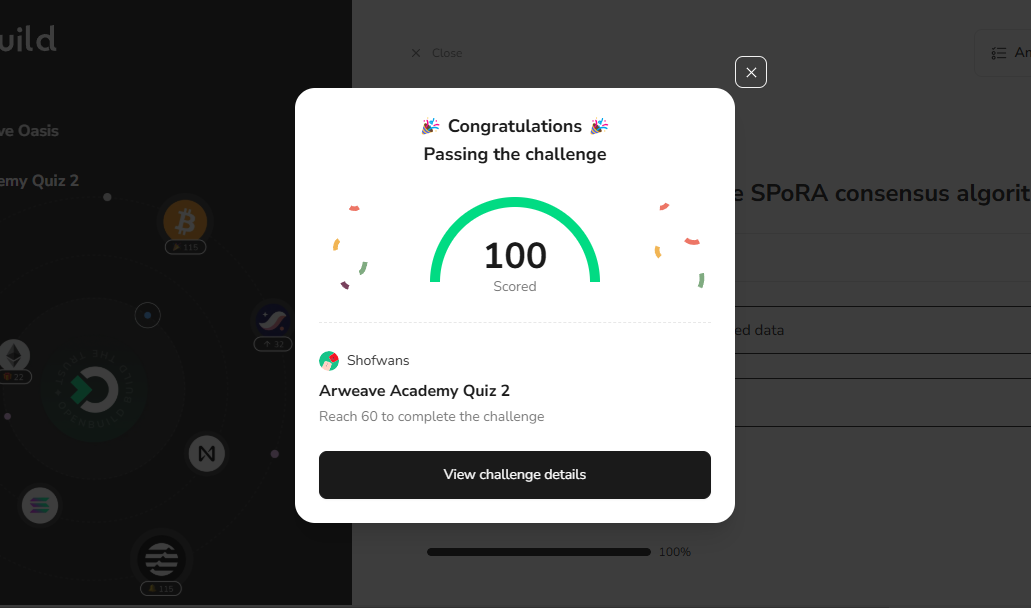 uild
Close
An
ve Oasis
emy Quiz 2
Congratulations
Passing the challenge
e SPoRA consensus algorit
115
100
Scored
32
22
ed data
Shofwans
Arweave Academy Quiz 2
Reach 60 to complete the challenge
View challenge details
100%
115